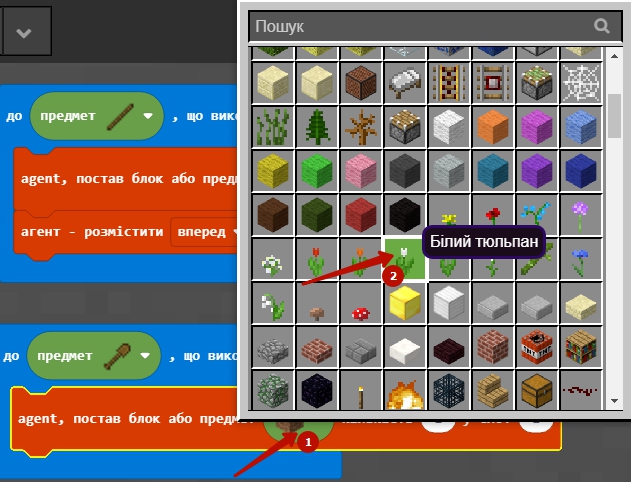 Пошук
до предмет , що вико
agent, постав блок або предм
агент - розмістити вперед
Білий тюльпан
2
до предмет , що вико
agent, постав блок або предмет
1